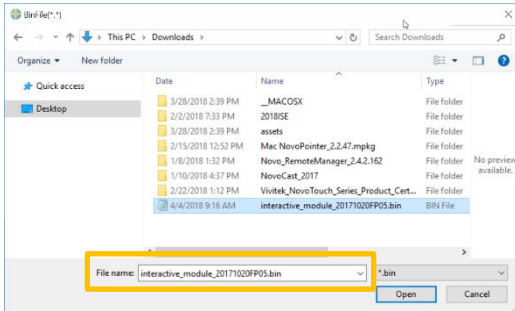 BinFile(*.*)
This PC > Downloads >
Search Downloads
Organize
New folder
Quick access
Desktop
Date
Name
Type
3/28/2018 2:39 PM
__MACOSX
File folder
2/2/2018 7:33 PM
2018ISE
File folder
3/28/2018 2:39 PM
assets
File folder
2/15/2018 12:52 PM
Mac NovoPointer_2.2.47.mpkg
File folder
1/8/2018 1:32 PM
Novo_RemoteManager_2.4.2.162
File folder
1/10/2018 4:37 PM
NovoCast_2017
File folder
2/22/2018 1:12 PM
Vivitek_NovoTouch_Series_Product_Cert...
File folder
4/4/2018 9:16 AM
interactive_module_20171020FP05.bin
BIN File
No preview
available.
File name:
interactive_module_20171020FP05.bin
*.bin
Open
Cancel